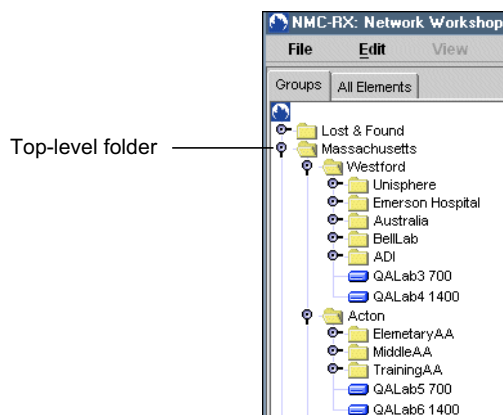 NMC-RX: Network Workshop
File Edit View
Groups All Elements
Lost & Found
Top-level folder
Massachusetts
Westford
Unisphere
Emerson Hospital
Australia
BellLab
ADI
QALab3 700
QALab4 1400
Acton
ElemetaryAA
MiddleAA
TrainingAA
QALab5 700
QALab6 1400